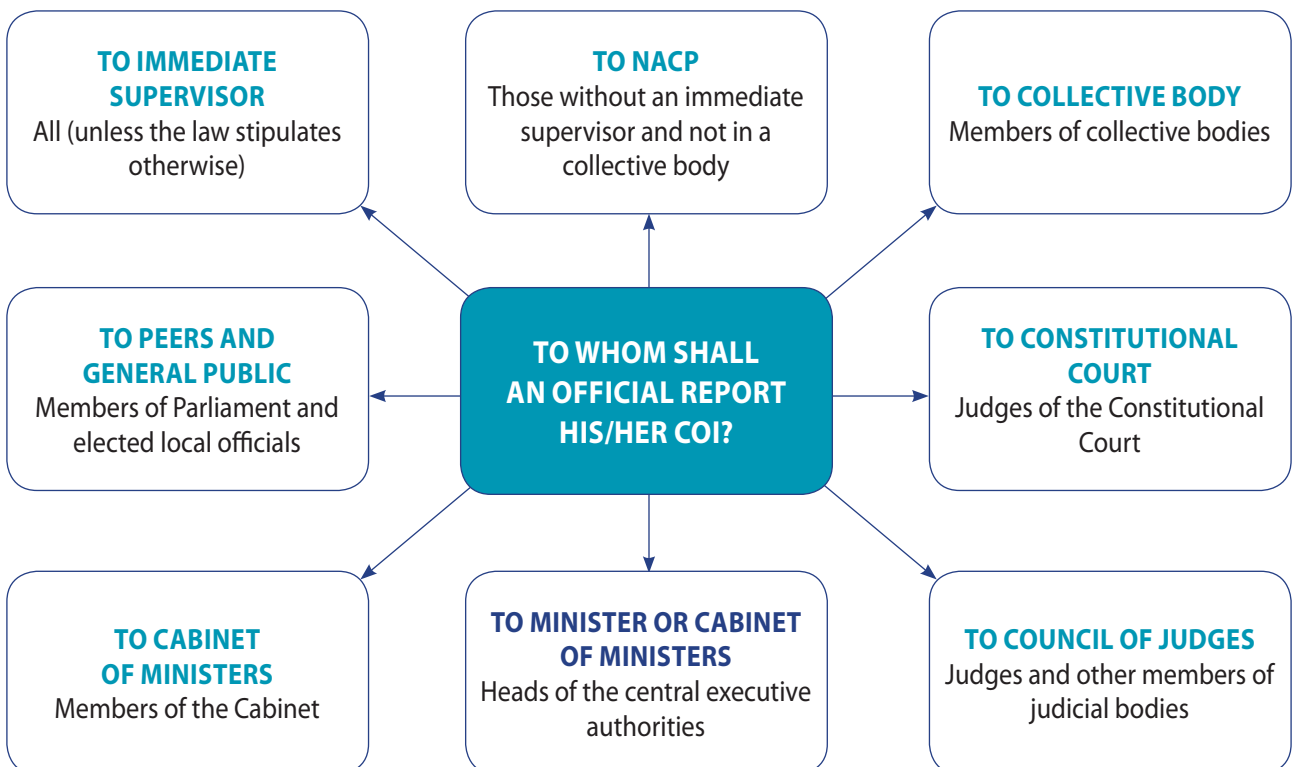 TO IMMEDIATE
SUPERVISOR
All (unless the law stipulates
otherwise)
TO NACP
Those without an immediate
supervisor and not in a
collective body
TO COLLECTIVE BODY
Members of collective bodies
TO PEERS AND
GENERAL PUBLIC
Members of Parliament and
elected local officials
TO WHOM SHALL
AN OFFICIAL REPORT
HIS/HER COI?
TO CONSTITUTIONAL
COURT
Judges of the Constitutional
Court
TO CABINET
OF MINISTERS
Members of the Cabinet
TO MINISTER OR CABINET
OF MINISTERS
Heads of the central executive
authorities
TO COUNCIL OF JUDGES
Judges and other members of
judicial bodies